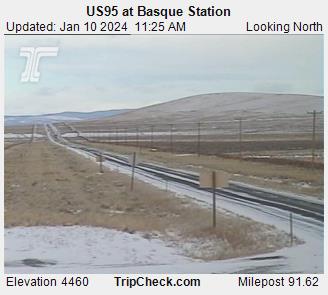 US95 at Basque Station
Updated: Jan 10 2024 11:25 AM Looking North
Elevation 4460 TripCheck.com Milepost 91.62